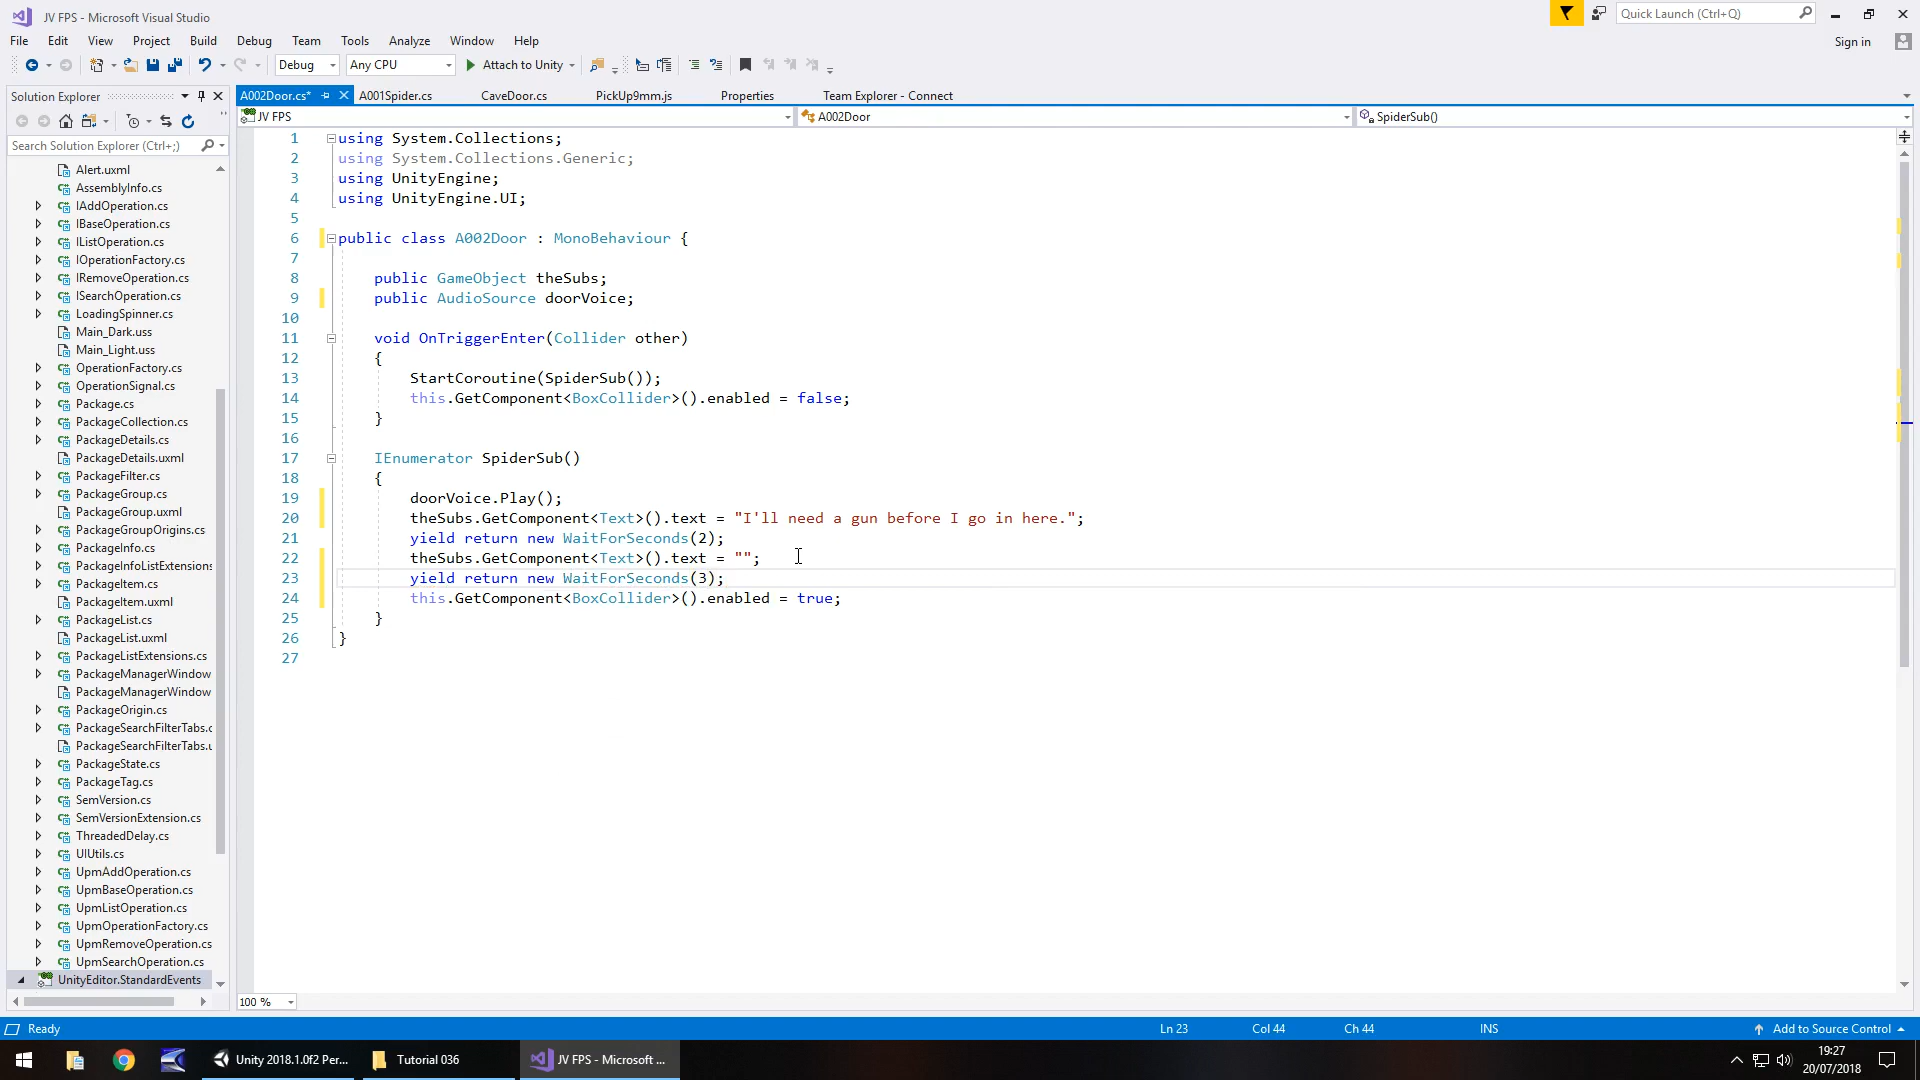 JV FPS - Microsoft Visual Studio
Quick Launch (Ctrl+Q)
File Edit View Project Build Debug Team Tools Analyze Window Help
Sign in
Debug Any CPU Attach to Unity
Solution Explorer
A002Door.cs* A001Spider.cs CaveDoor.cs PickUp9mm.js Properties Team Explorer - Connect
JV FPS A002Door SpiderSub()
Search Solution Explorer (Ctrl+;)
Alert.uxml
AssemblyInfo.cs
IAddOperation.cs
IBaseOperation.cs
IListOperation.cs
IOperationFactory.cs
IRemoveOperation.cs
ISearchOperation.cs
LoadingSpinner.cs
Main_Dark.uss
Main_Light.uss
OperationFactory.cs
OperationSignal.cs
Package.cs
PackageCollection.cs
PackageDetails.cs
PackageDetails.uxml
PackageFilter.cs
PackageGroup.cs
PackageGroup.uxml
PackageGroupOrigins.cs
PackageInfo.cs
PackageInfoListExtensions
PackageItem.cs
PackageItem.uxml
PackageList.cs
PackageList.uxml
PackageListExtensions.cs
PackageManagerWindow
PackageManagerWindow
PackageOrigin.cs
PackageSearchFilterTabs.c
PackageSearchFilterTabs.u
PackageState.cs
PackageTag.cs
SemVersion.cs
SemVersionExtension.cs
ThreadedDelay.cs
UIUtils.cs
UpmAddOperation.cs
UpmBaseOperation.cs
UpmListOperation.cs
UpmOperationFactory.cs
UpmRemoveOperation.cs
UpmSearchOperation.cs
UnityEditor.StandardEvents
1 using System.Collections;
2 using System.Collections.Generic;
3 using UnityEngine;
4 using UnityEngine.UI;
5
6 public class A002Door : MonoBehaviour {
7
8 public GameObject theSubs;
9 public AudioSource doorVoice;
10
11 void OnTriggerEnter(Collider other)
12 {
13 StartCoroutine(SpiderSub());
14 this.GetComponent<BoxCollider>().enabled = false;
15 }
16
17 IEnumerator SpiderSub()
18 {
19 doorVoice.Play();
20 theSubs.GetComponent<Text>().text = "I'll need a gun before I go in here.";
21 yield return new WaitForSeconds(2);
22 theSubs.GetComponent<Text>().text = "";
23 yield return new WaitForSeconds(3);
24 this.GetComponent<BoxCollider>().enabled = true;
25 }
26 }
27
100 %
Ready Ln 23 Col 44 Ch 44 INS Add to Source Control
Unity 2018.1.0f2 Per... Tutorial 036 JV FPS - Microsoft ...
19:27
20/07/2018